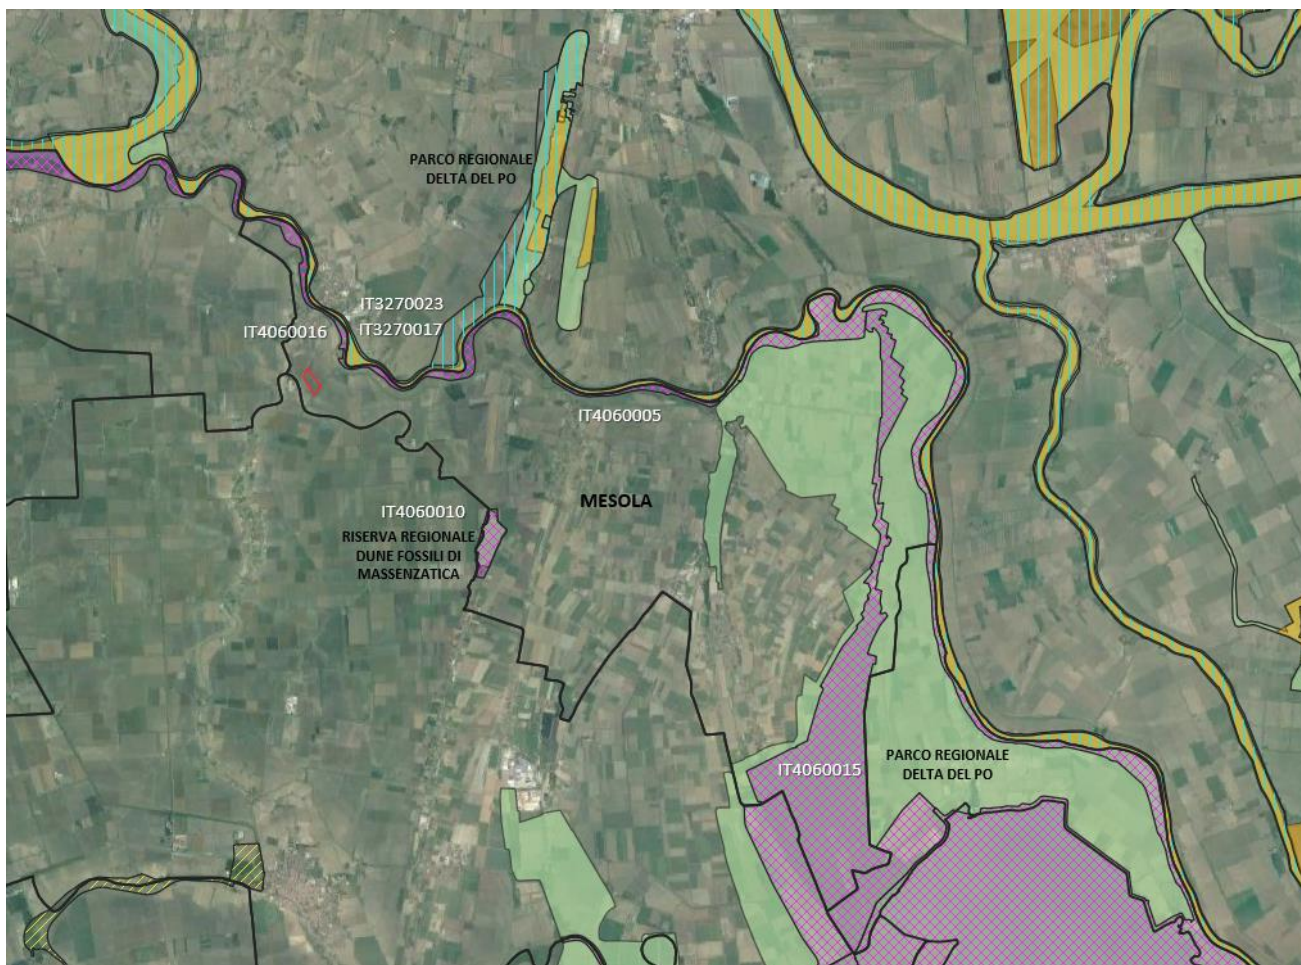 PARCO REGIONALE
DELTA DEL PO
IT3270023
IT4060016
IT3270017
IT4060005
MESOLA
IT4060010
RISERVA REGIONALE
DUNE FOSSILI DI
MASSENZATICA
PARCO REGIONALE
DELTA DEL PO
IT4060015